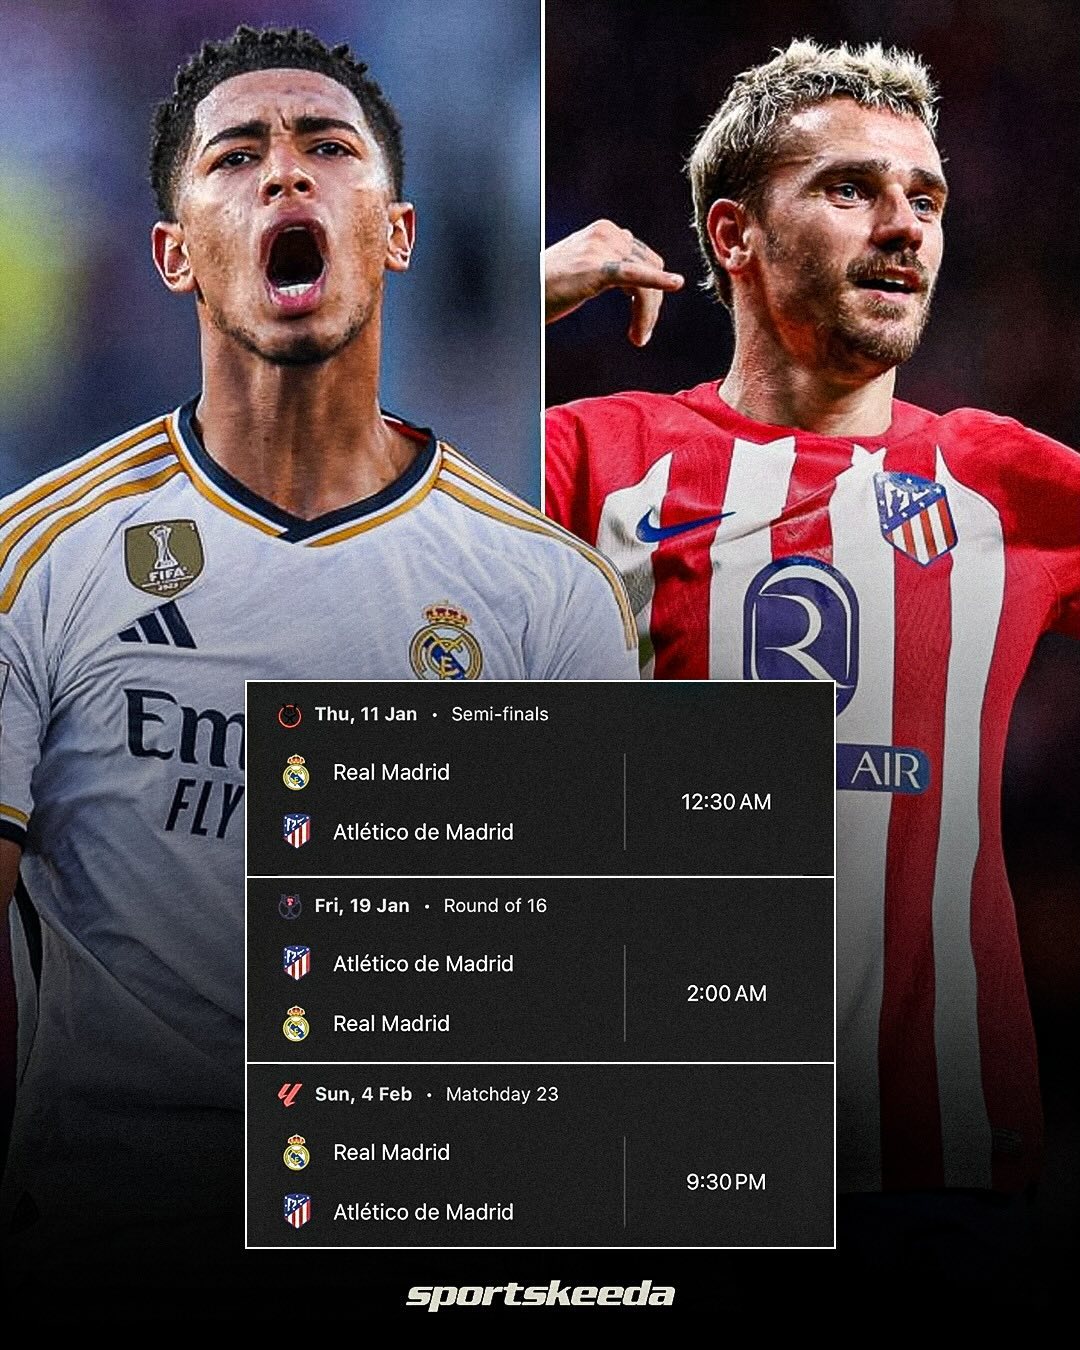 FIFA
2022
Em
FLY
R
AIR
Thu, 11 Jan • Semi-finals
Real Madrid
Atlético de Madrid
12:30 AM
Fri, 19 Jan • Round of 16
Atlético de Madrid
Real Madrid
2:00 AM
Sun, 4 Feb • Matchday 23
Real Madrid
Atlético de Madrid
9:30 PM
sportskeeda